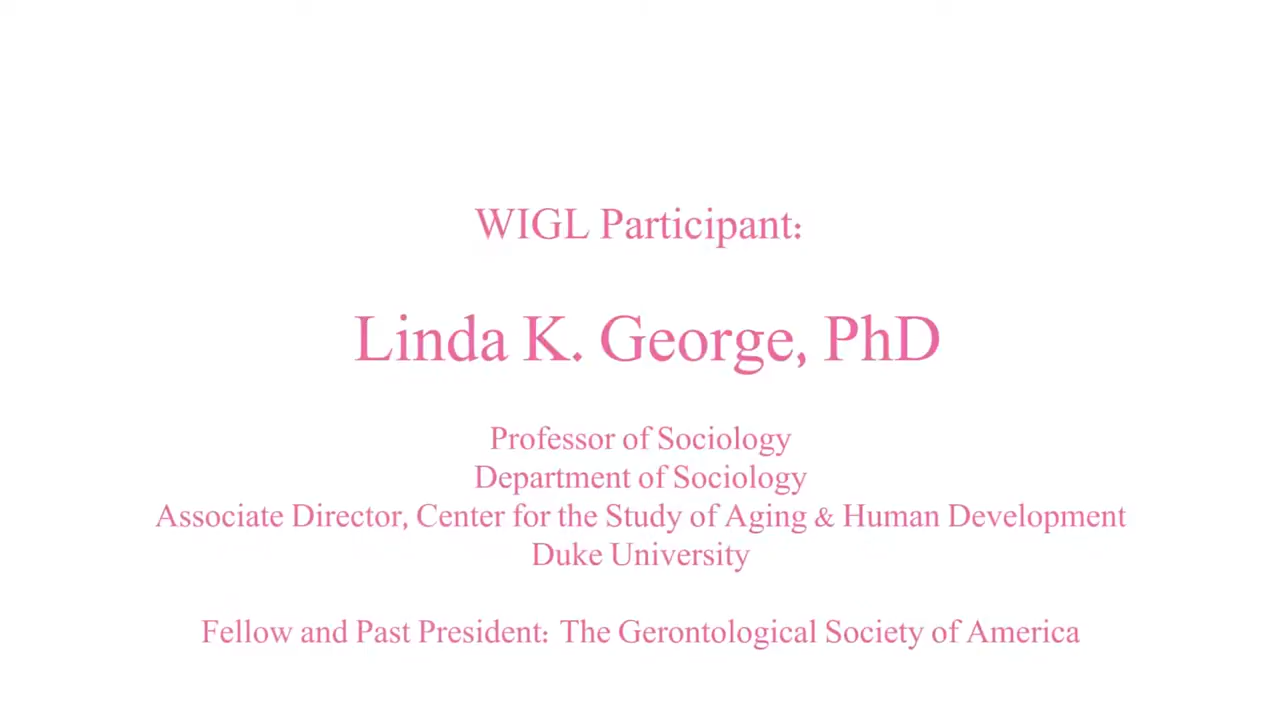 WIGL Participant:
Linda K. George, PhD
Professor of Sociology
Department of Sociology
Associate Director, Center for the Study of Aging & Human Development
Duke University
Fellow and Past President: The Gerontological Society of America